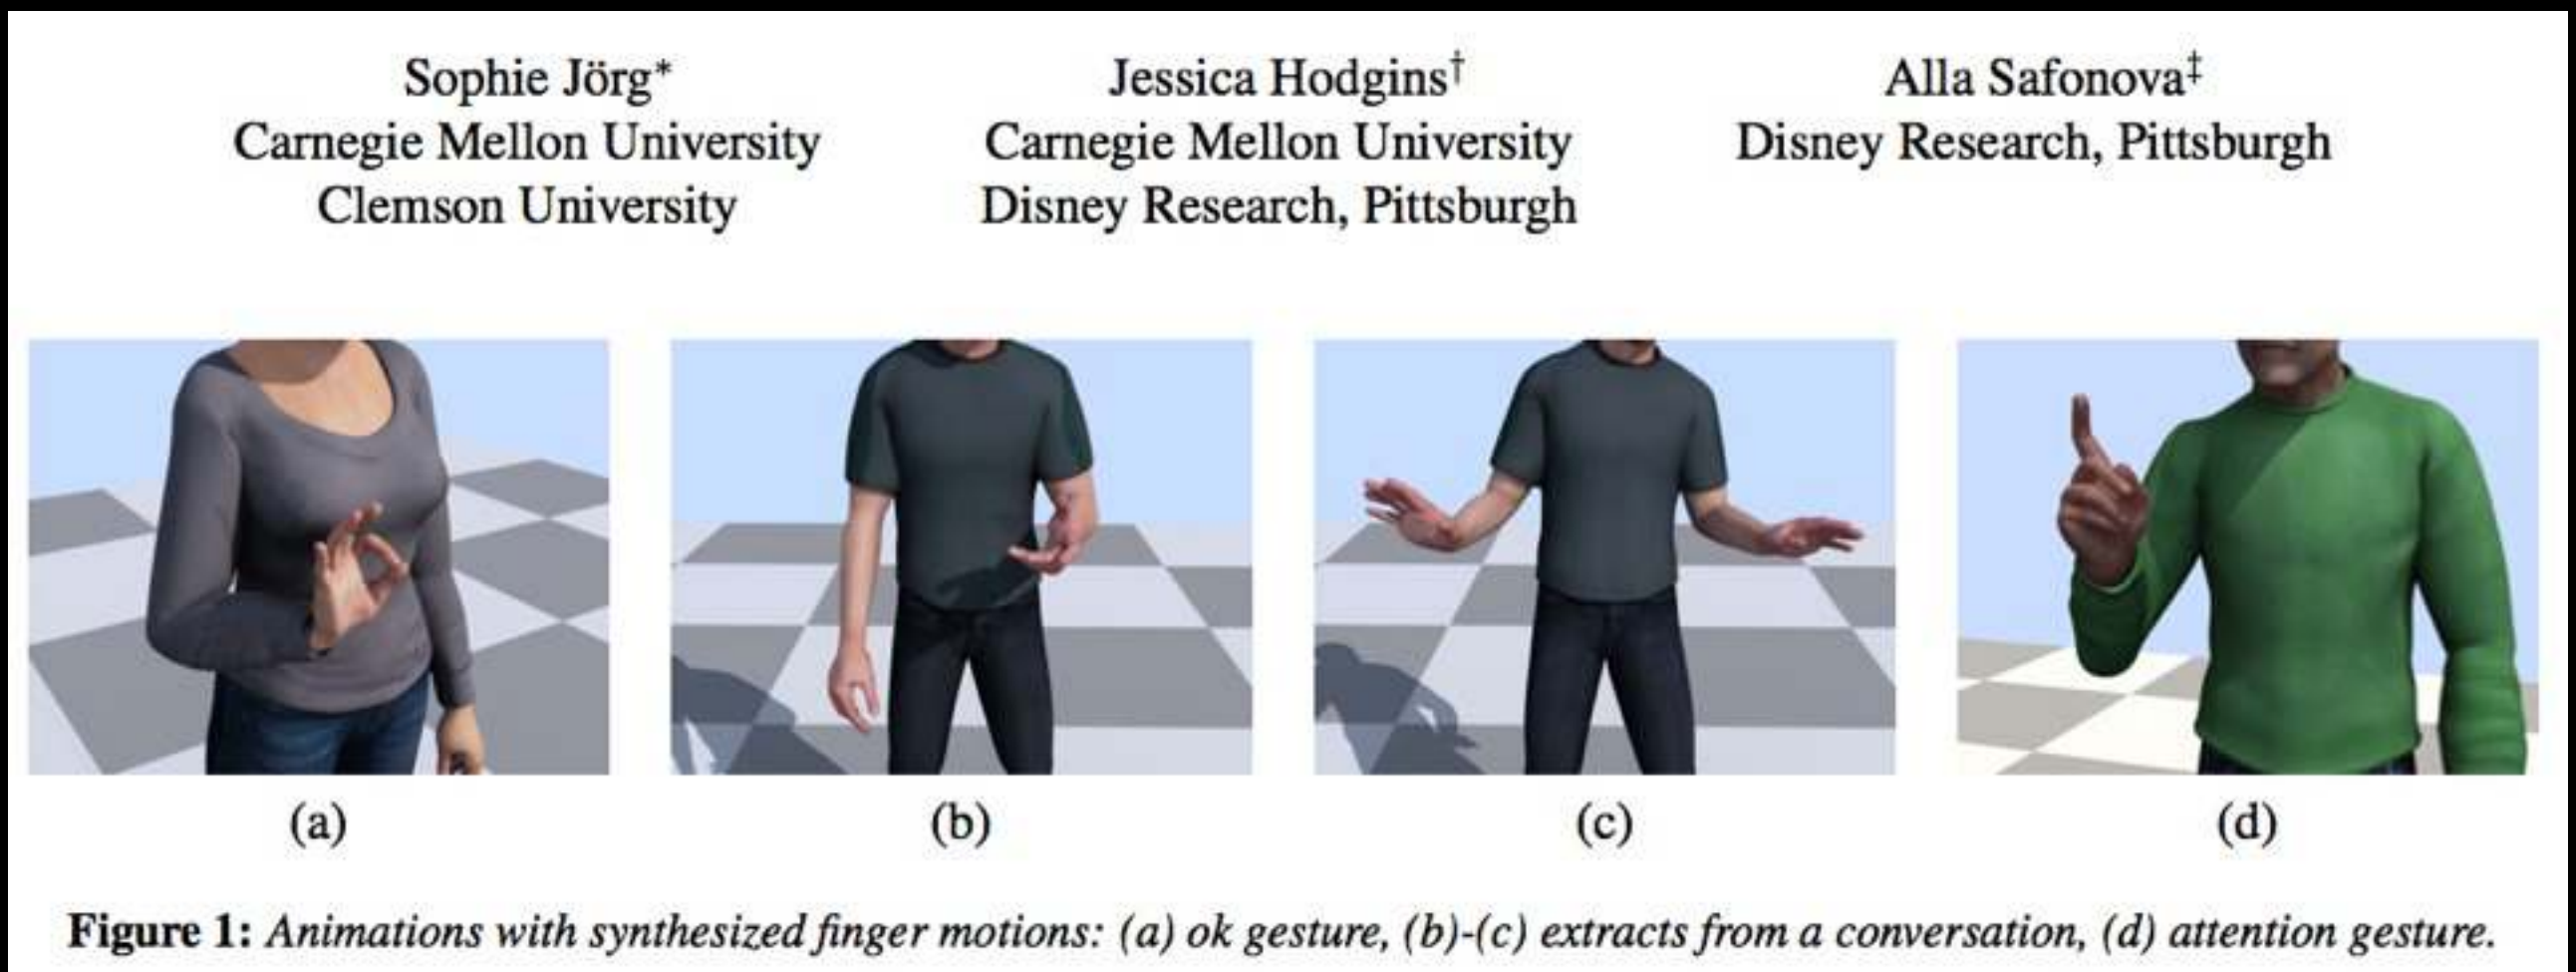 Sophie Jörg*
Carnegie Mellon University
Clemson University
Jessica Hodgins†
Carnegie Mellon University
Disney Research, Pittsburgh
Alla Safonova‡
Disney Research, Pittsburgh
(a)
(b)
(c)
(d)
Figure 1: Animations with synthesized finger motions: (a) ok gesture, (b)-(c) extracts from a conversation, (d) attention gesture.